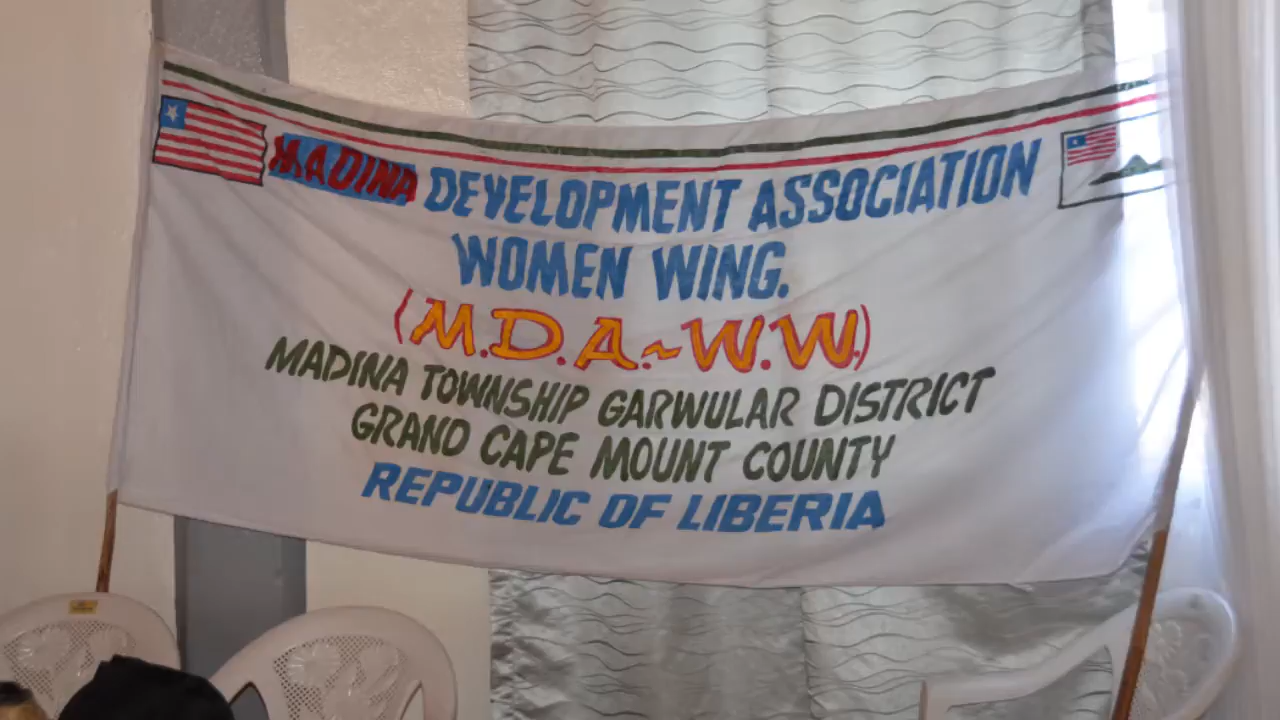 MADINA DEVELOPMENT ASSOCIATION
WOMEN WING.
(M.D.A.~W.W.)
MADINA TOWNSHIP GARWULAR DISTRICT
GRAND CAPE MOUNT COUNTY
REPUBLIC OF LIBERIA